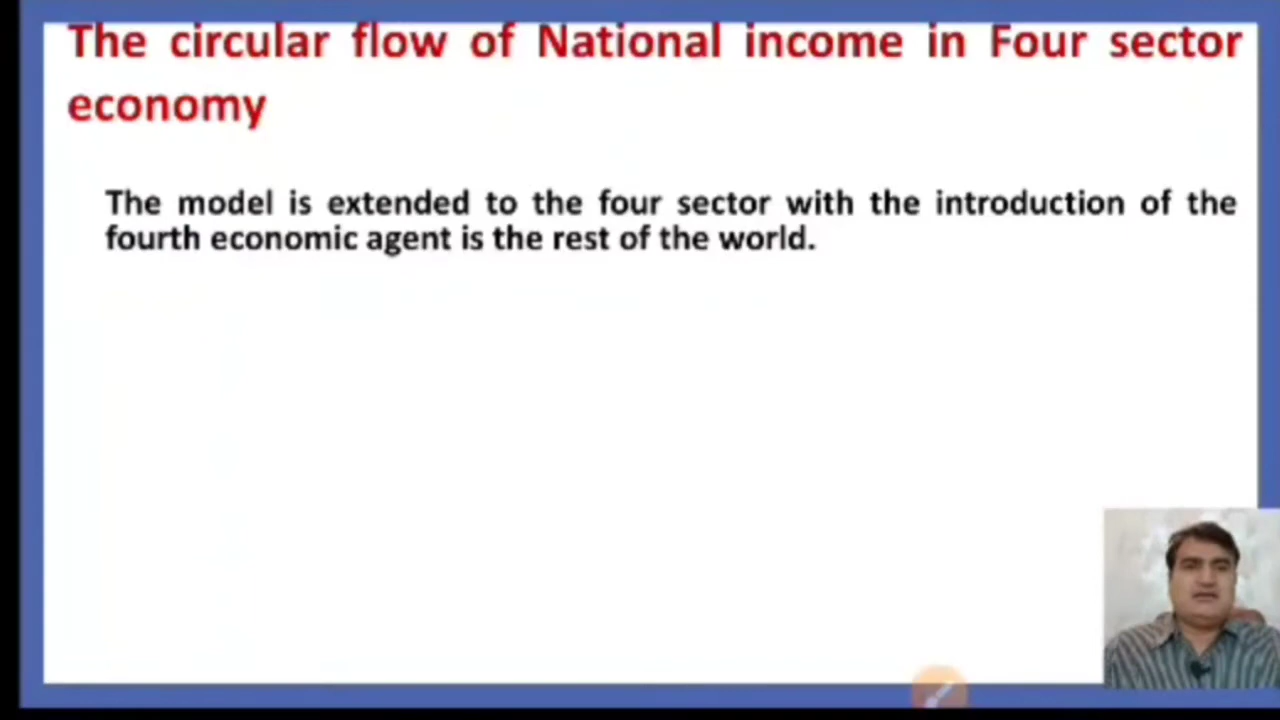 The circular flow of National income in Four sector
economy
The model is extended to the four sector with the introduction of the
fourth economic agent is the rest of the world.